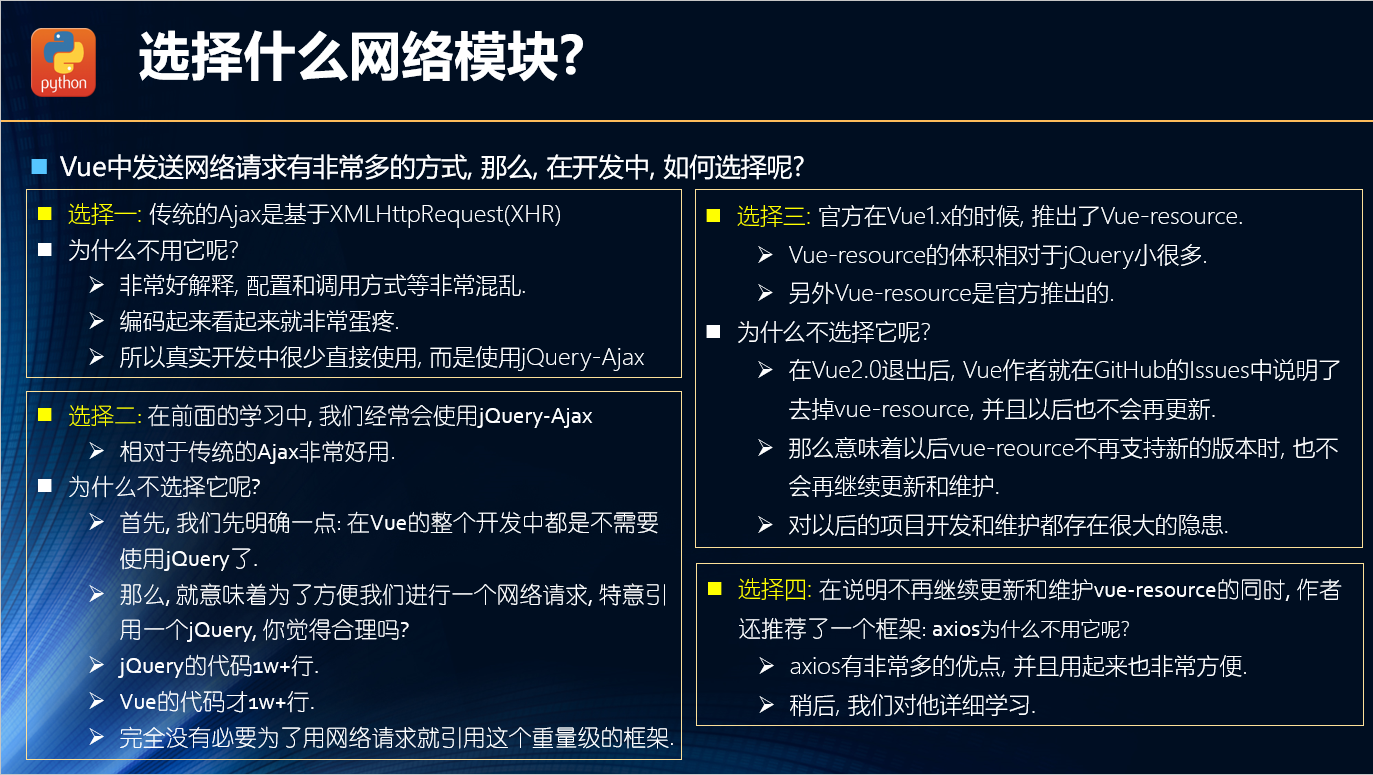 python
选择什么网络模块?
Vue中发送网络请求有非常多的方式, 那么, 在开发中, 如何选择呢?
选择一: 传统的Ajax是基于XMLHttpRequest(XHR)
为什么不用它呢?
非常好解释, 配置和调用方式等非常混乱.
编码起来看起来就非常蛋疼.
所以真实开发中很少直接使用, 而是使用jQuery-Ajax
选择二: 在前面的学习中, 我们经常会使用jQuery-Ajax
相对于传统的Ajax非常好用.
为什么不选择它呢?
首先, 我们先明确一点: 在Vue的整个开发中都是不需要
使用jQuery了.
那么, 就意味着为了方便我们进行一个网络请求, 特意引
用一个jQuery, 你觉得合理吗?
jQuery的代码1w+行.
Vue的代码才1w+行.
完全没有必要为了用网络请求就引用这个重量级的框架.
选择三: 官方在Vue1.x的时候, 推出了Vue-resource.
Vue-resource的体积相对于jQuery小很多.
另外Vue-resource是官方推出的.
为什么不选择它呢?
在Vue2.0退出后, Vue作者就在GitHub的Issues中说明了
去掉vue-resource, 并且以后也不会再更新.
那么意味着以后vue-reource不再支持新的版本时, 也不
会再继续更新和维护.
对以后的项目开发和维护都存在很大的隐患.
选择四: 在说明不再继续更新和维护vue-resource的同时, 作者
还推荐了一个框架: axios为什么不用它呢?
axios有非常多的优点, 并且用起来也非常方便.
稍后, 我们对他详细学习.